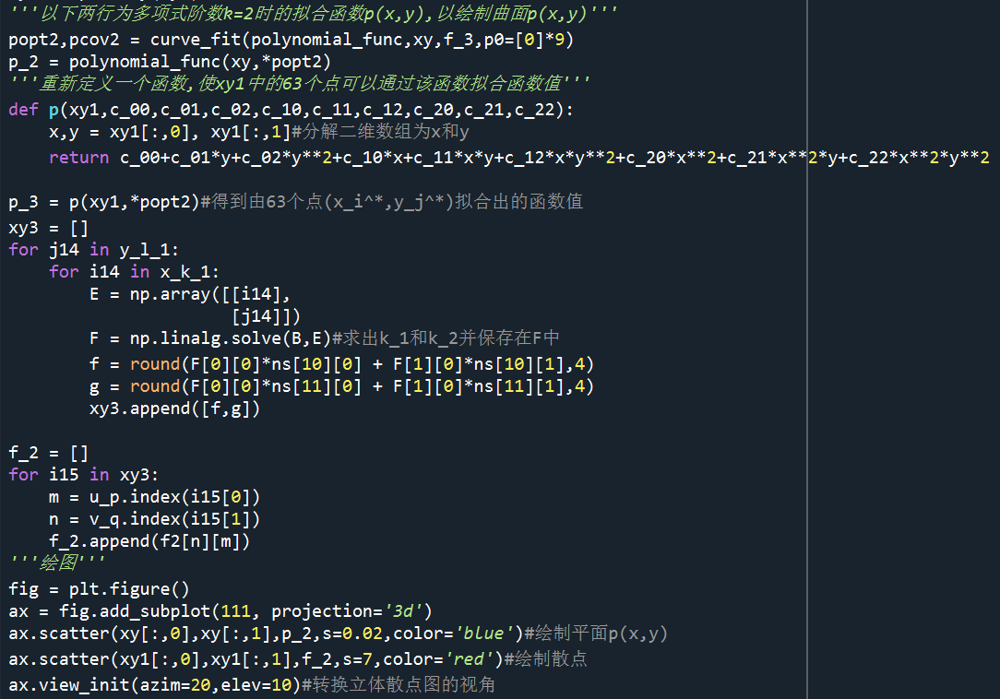 '''以下两行为多项式阶数k=2时的拟合函数p(x,y),以绘制曲面p(x,y)'''
popt2,pcov2 = curve_fit(polynomial_func,xy,f_3,p0=[0]*9)
p_2 = polynomial_func(xy,*popt2)
'''重新定义一个函数,使xy1中的63个点可以通过该函数拟合函数值'''
def p(xy1,c_00,c_01,c_02,c_10,c_11,c_12,c_20,c_21,c_22):
    x,y = xy1[:,0], xy1[:,1]#分解二维数组为x和y
    return c_00+c_01*y+c_02*y**2+c_10*x+c_11*x*y+c_12*x*y**2+c_20*x**2+c_21*x**2*y+c_22*x**2*y**2
p_3 = p(xy1,*popt2)#得到由63个点(x_i^*,y_j^*)拟合出的函数值
xy3 = []
for j14 in y_l_1:
    for i14 in x_k_1:
        E = np.array([[i14],
                      [j14]])
        F = np.linalg.solve(B,E)#求出k_1和k_2并保存在F中
        f = round(F[0][0]*ns[10][0] + F[1][0]*ns[10][1],4)
        g = round(F[0][0]*ns[11][0] + F[1][0]*ns[11][1],4)
        xy3.append([f,g])
f_2 = []
for i15 in xy3:
    m = u_p.index(i15[0])
    n = v_q.index(i15[1])
    f_2.append(f2[n][m])
'''绘图'''
fig = plt.figure()
ax = fig.add_subplot(111, projection='3d')
ax.scatter(xy[:,0],xy[:,1],p_2,s=0.02,color='blue')#绘制平面p(x,y)
ax.scatter(xy1[:,0],xy1[:,1],f_2,s=7,color='red')#绘制散点
ax.view_init(azim=20,elev=10)#转换立体散点图的视角